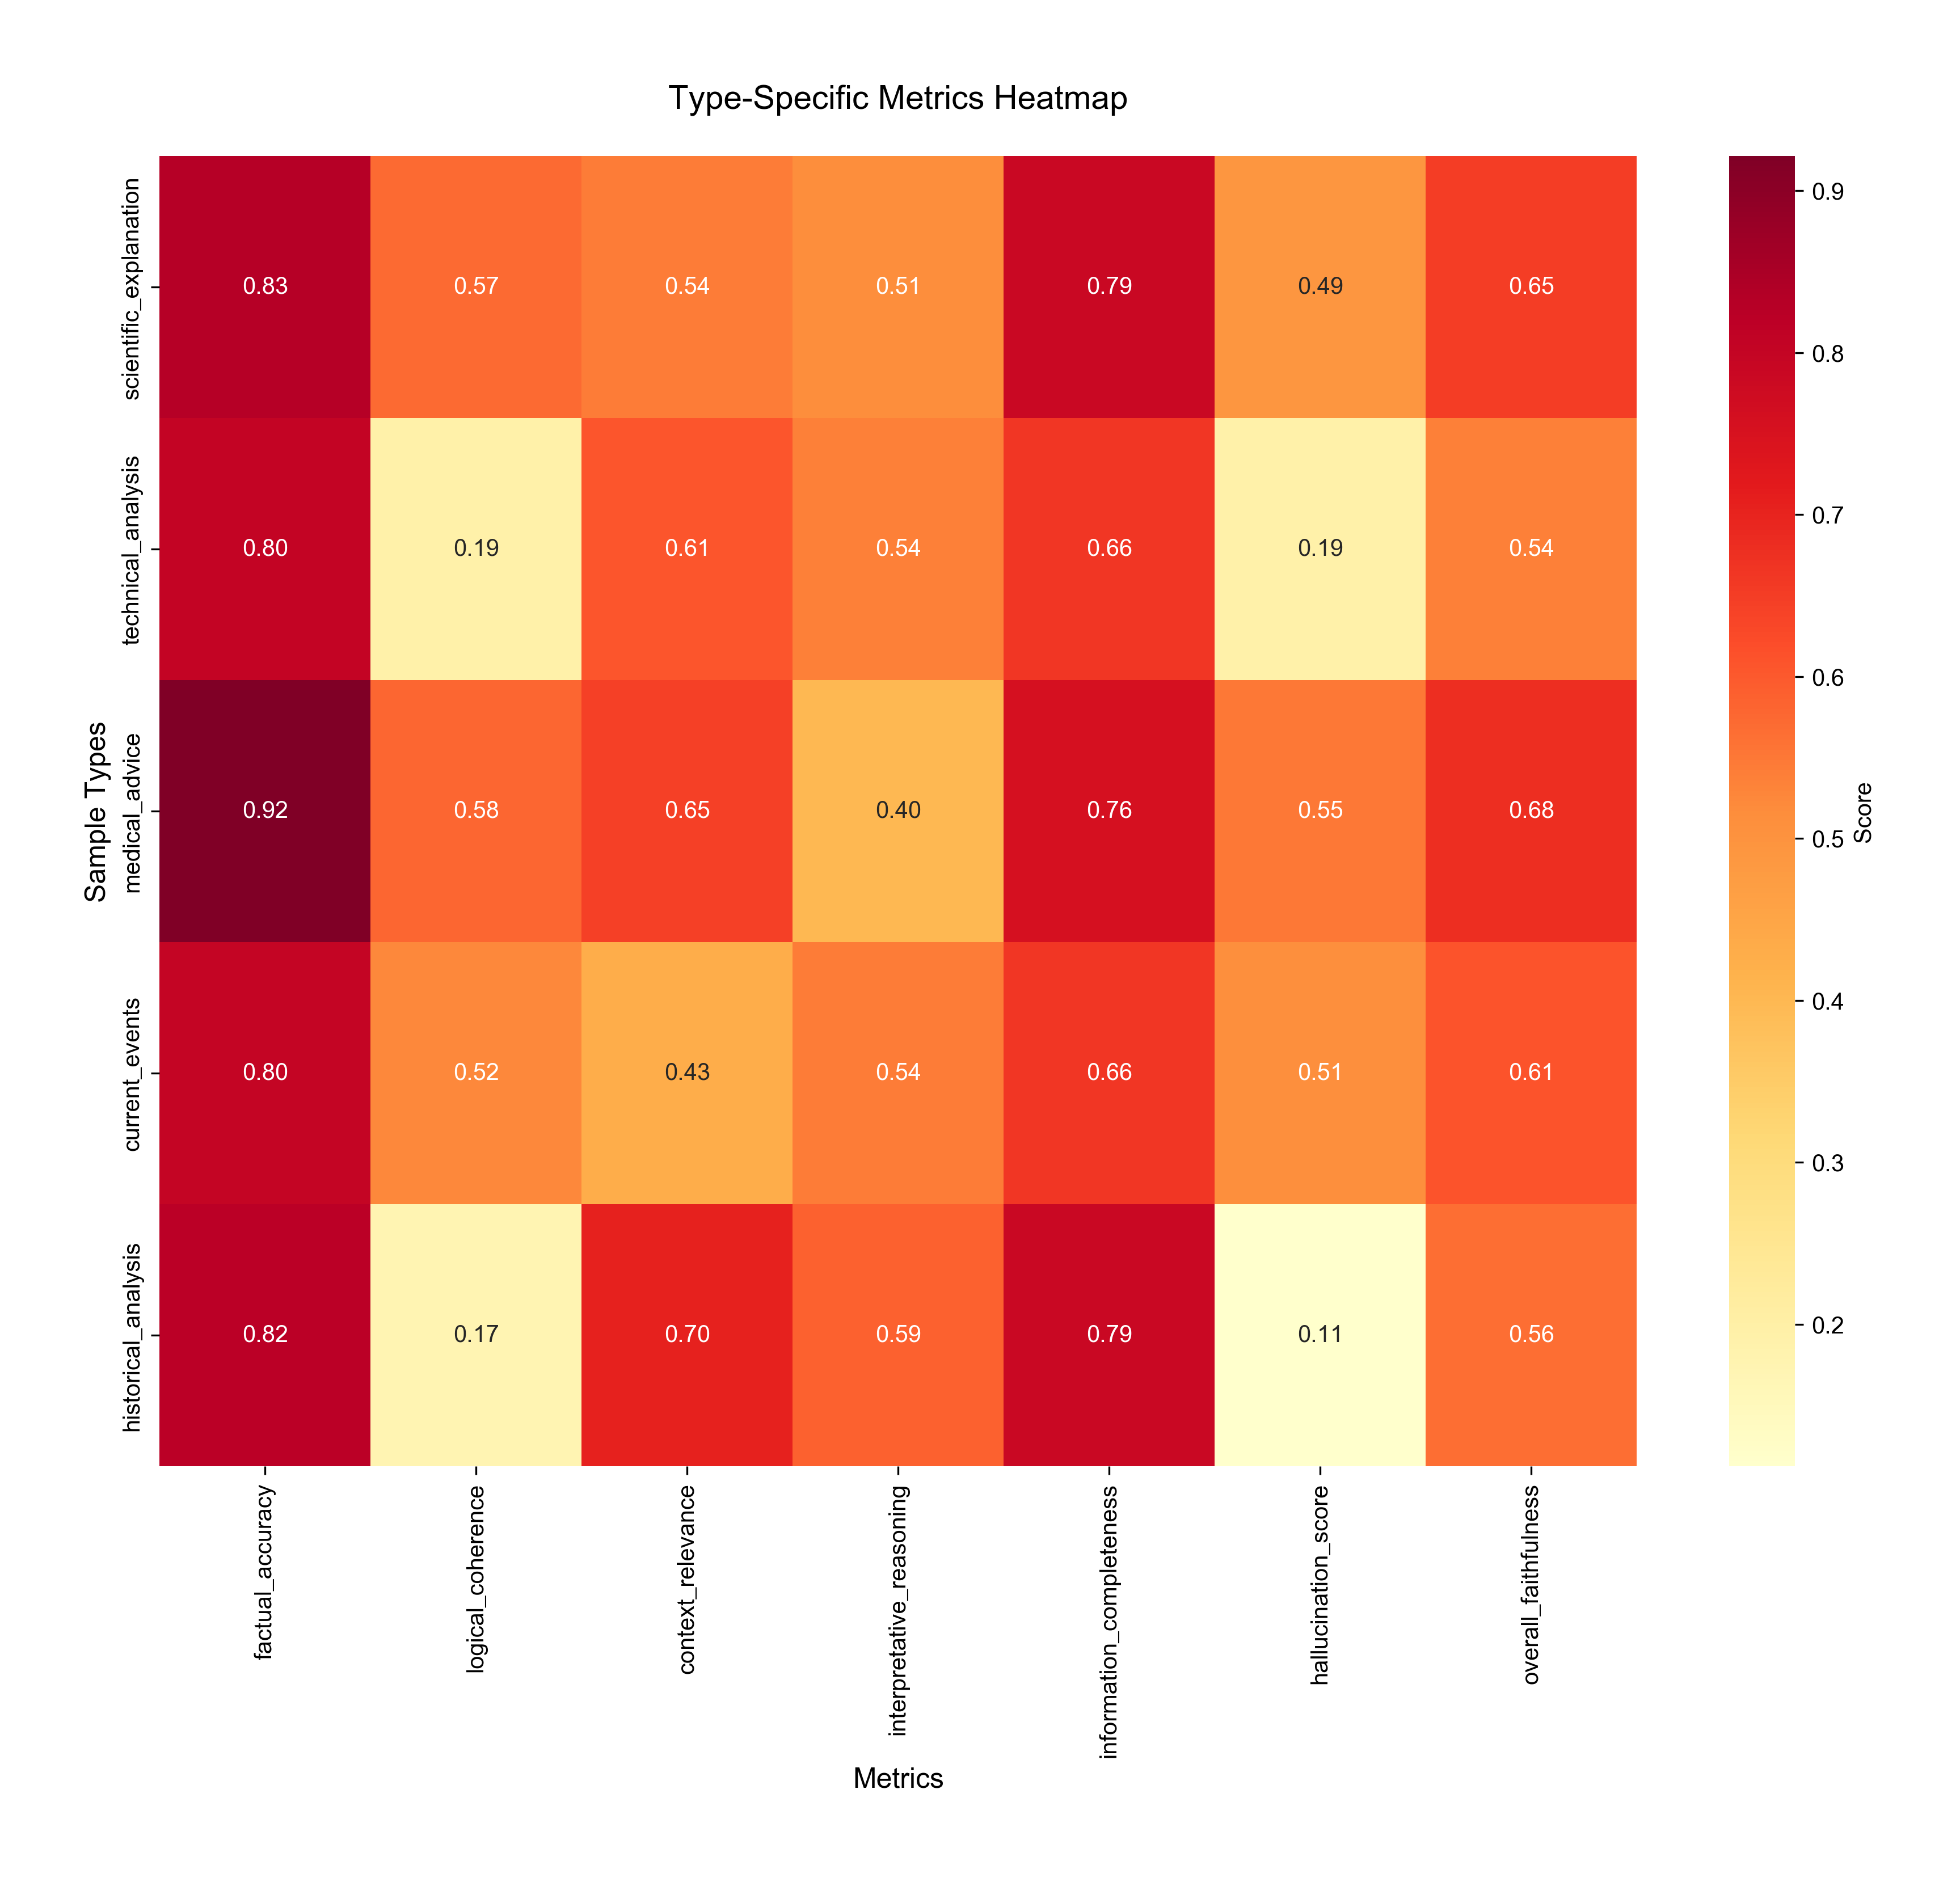 Type-Specific Metrics Heatmap
Sample Types
scientific_explanation
0.83 0.57 0.54 0.51 0.79 0.49 0.65
technical_analysis
0.80 0.19 0.61 0.54 0.66 0.19 0.54
medical_advice
0.92 0.58 0.65 0.40 0.76 0.55 0.68
current_events
0.80 0.52 0.43 0.54 0.66 0.51 0.61
historical_analysis
0.82 0.17 0.70 0.59 0.79 0.11 0.56
factual_accuracy
logical_coherence
context_relevance
interpretative_reasoning
information_completeness
hallucination_score
overall_faithfulness
Metrics
0.9
0.8
0.7
0.6
0.5
0.4
0.3
0.2
Score